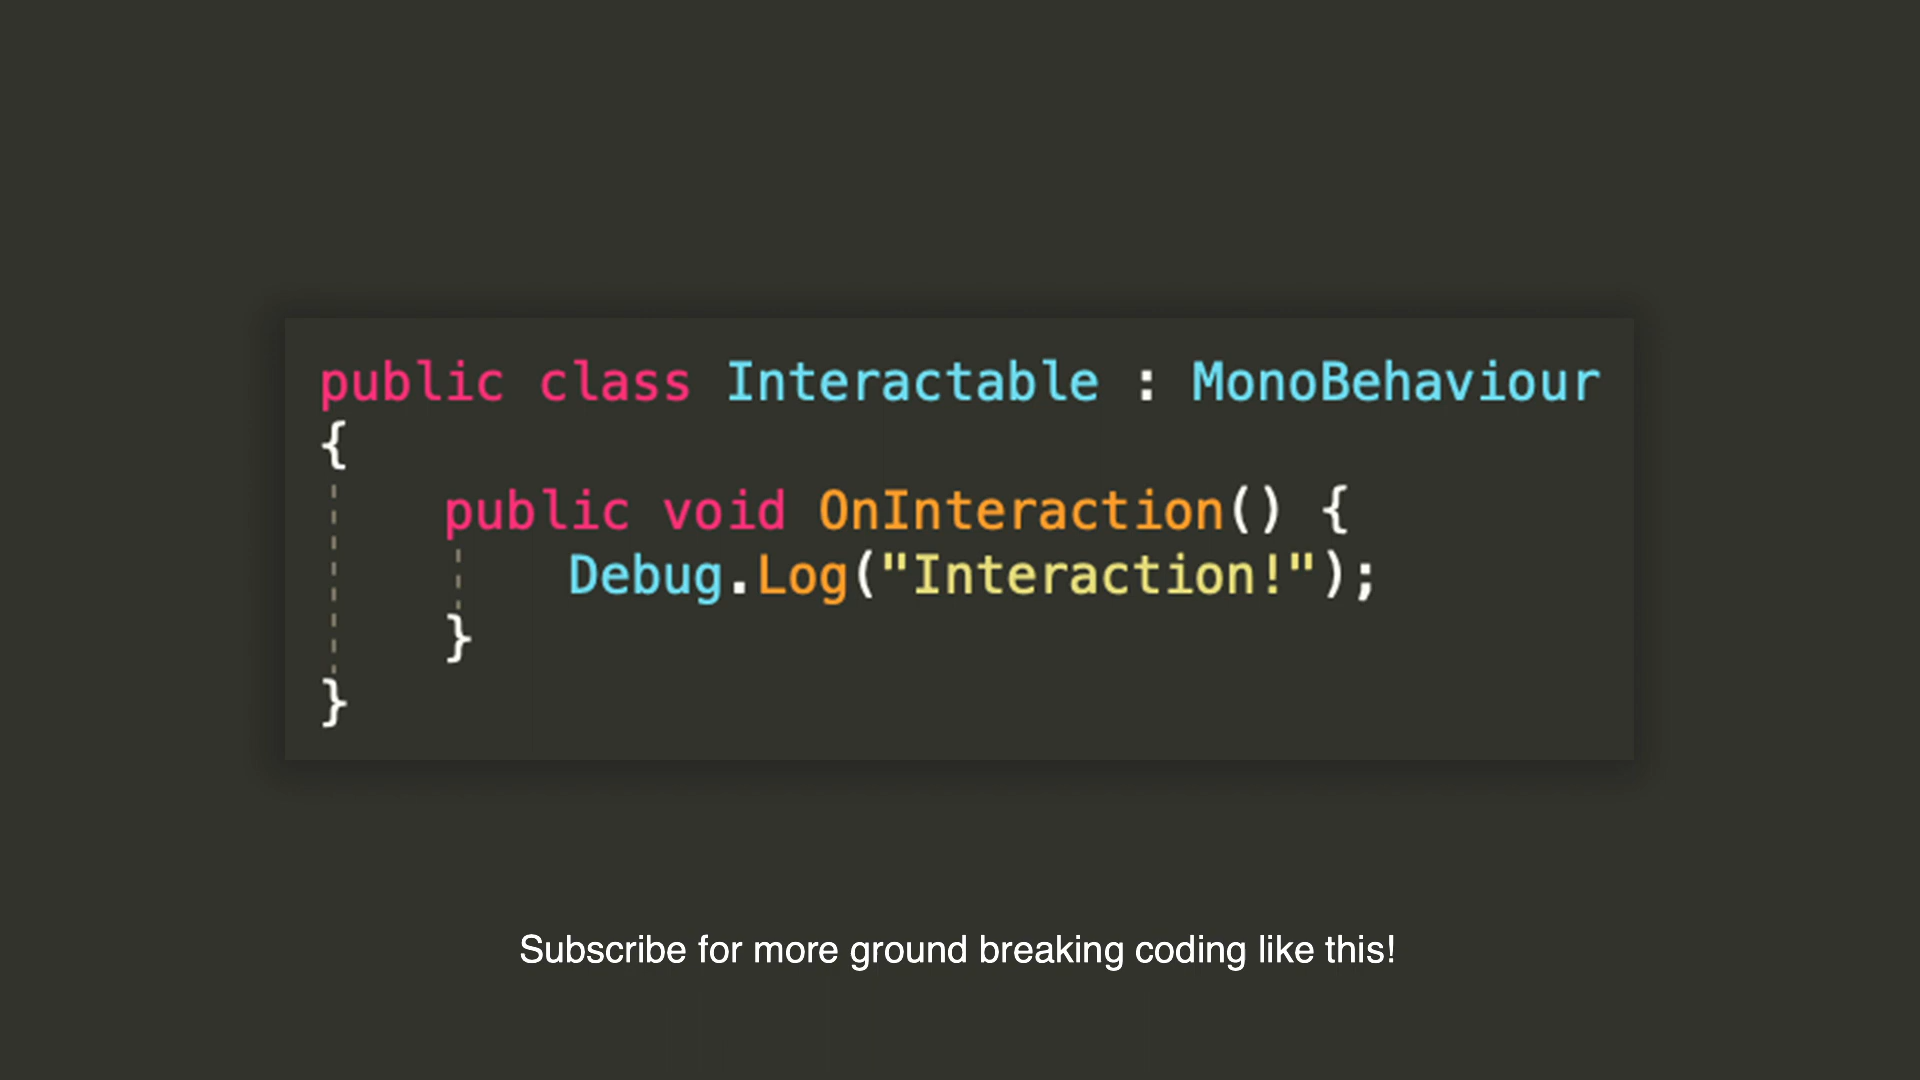 public class Interactable : MonoBehaviour
{
    public void OnInteraction() {
        Debug.Log("Interaction!");
    }
}
Subscribe for more ground breaking coding like this!